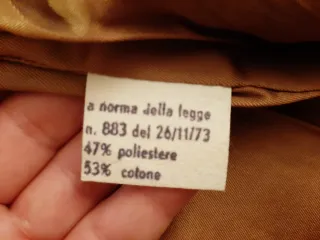 a norma della legge
n. 883 del 26/11/73
47% poliestere
53% cotone